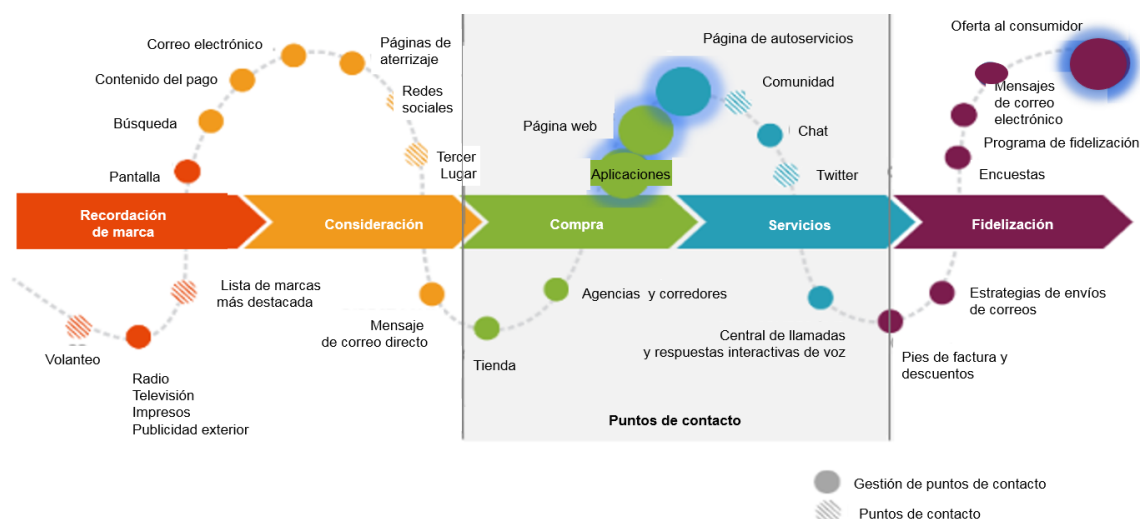 Correo electrónico
Páginas de
aterrizaje
Contenido del pago
Redes
sociales
Búsqueda
Tercer
Lugar
Pantalla
Página de autoservicios
Comunidad
Página web
Chat
Aplicaciones
Twitter
Oferta al consumidor
Mensajes
de correo
electrónico
Programa de fidelización
Encuestas
Recordación
de marca
Consideración
Compra
Servicios
Fidelización
Lista de marcas
más destacada
Volanteo
Radio
Televisión
Impresos
Publicidad exterior
Mensaje
de correo directo
Agencias y corredores
Tienda
Central de llamadas
y respuestas interactivas de voz
Estrategias de envíos
de correos
Pies de factura y
descuentos
Puntos de contacto
Gestión de puntos de contacto
Puntos de contacto